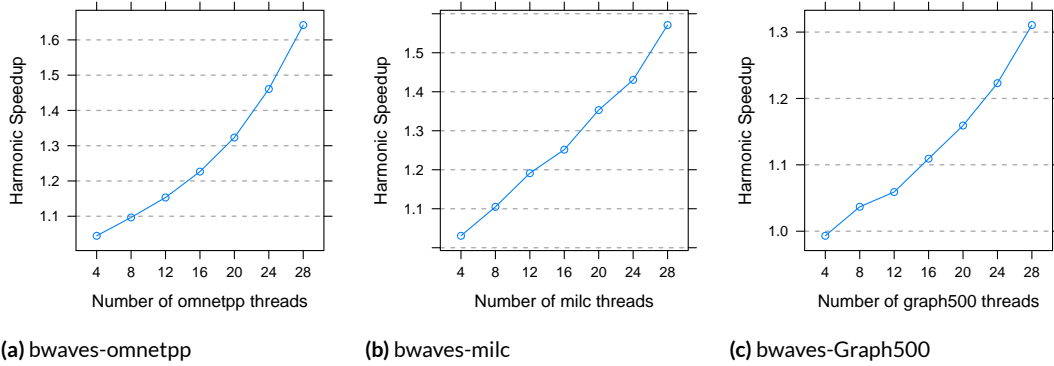 Harmonic Speedup
1.6
1.5
1.4
1.3
1.2
1.1
4 8 12 16 20 24 28
Number of omnetpp threads
(a) bwaves-omnetpp
Harmonic Speedup
1.5
1.4
1.3
1.2
1.1
4 8 12 16 20 24 28
Number of milc threads
(b) bwaves-milc
Harmonic Speedup
1.3
1.2
1.1
1.0
4 8 12 16 20 24 28
Number of graph500 threads
(c) bwaves-Graph500